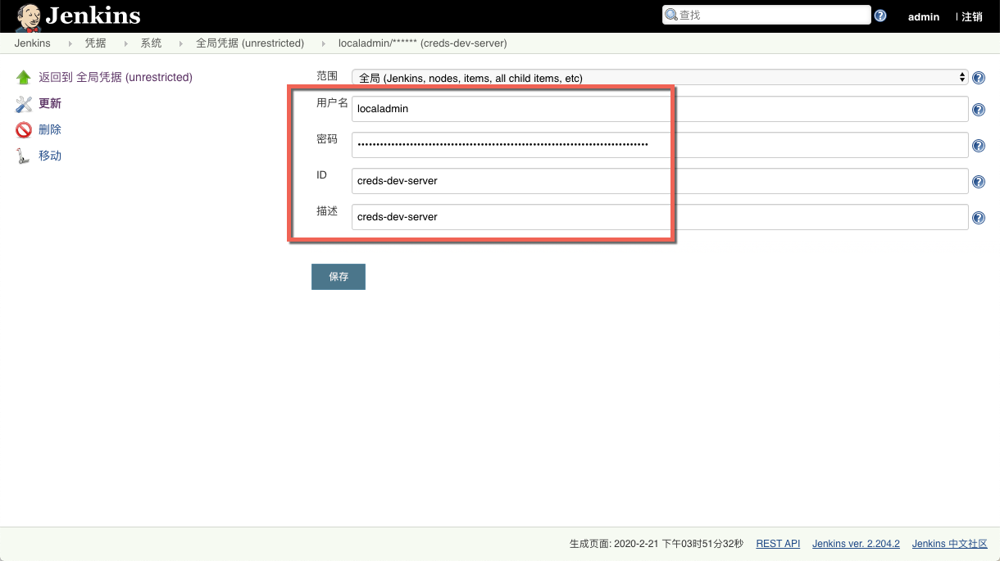 Jenkins
查找
admin
注销
Jenkins
凭据
系统
全局凭据 (unrestricted)
localadmin/****** (creds-dev-server)
返回到 全局凭据 (unrestricted)
更新
删除
移动
范围
全局 (Jenkins, nodes, items, all child items, etc)
用户名
localadmin
密码
ID
creds-dev-server
描述
creds-dev-server
保存
生成页面: 2020-2-21 下午03时51分32秒
REST API
Jenkins ver. 2.204.2
Jenkins 中文社区